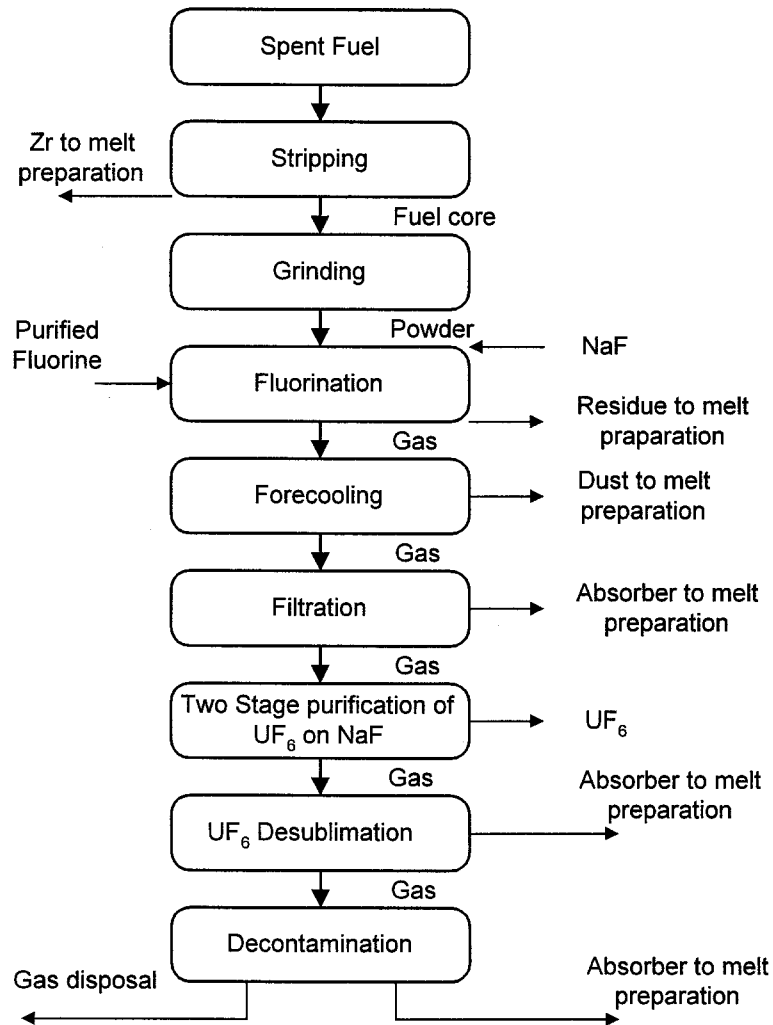 Spent Fuel
Zr to melt
preparation
Stripping
Fuel core
Grinding
Purified
Fluorine
Powder
NaF
Fluorination
Residue to melt
praparation
Gas
Forecooling
Dust to melt
preparation
Gas
Filtration
Absorber to melt
preparation
Gas
Two Stage purification of
UF₆ on NaF
UF₆
Gas
Absorber to melt
preparation
UF₆ Desublimation
Gas
Decontamination
Gas disposal
Absorber to melt
preparation